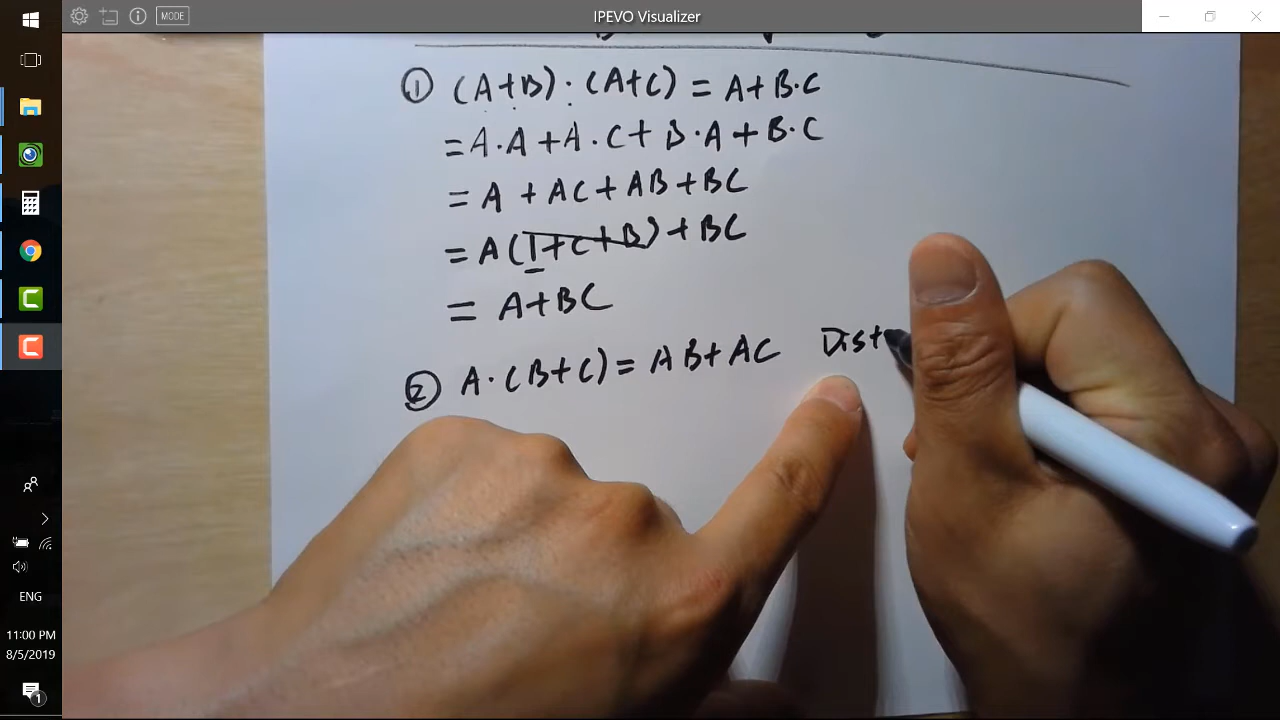 IPEVO Visualizer
MODE
① (A+B)·(A+C) = A+B·C
=A·A+A·C+B·A+B·C
= A +AC+AB+BC
= A(1+C+B)+BC
= A+BC
② A·(B+C)=AB+AC Dist
ENG
11:00 PM
8/5/2019
1